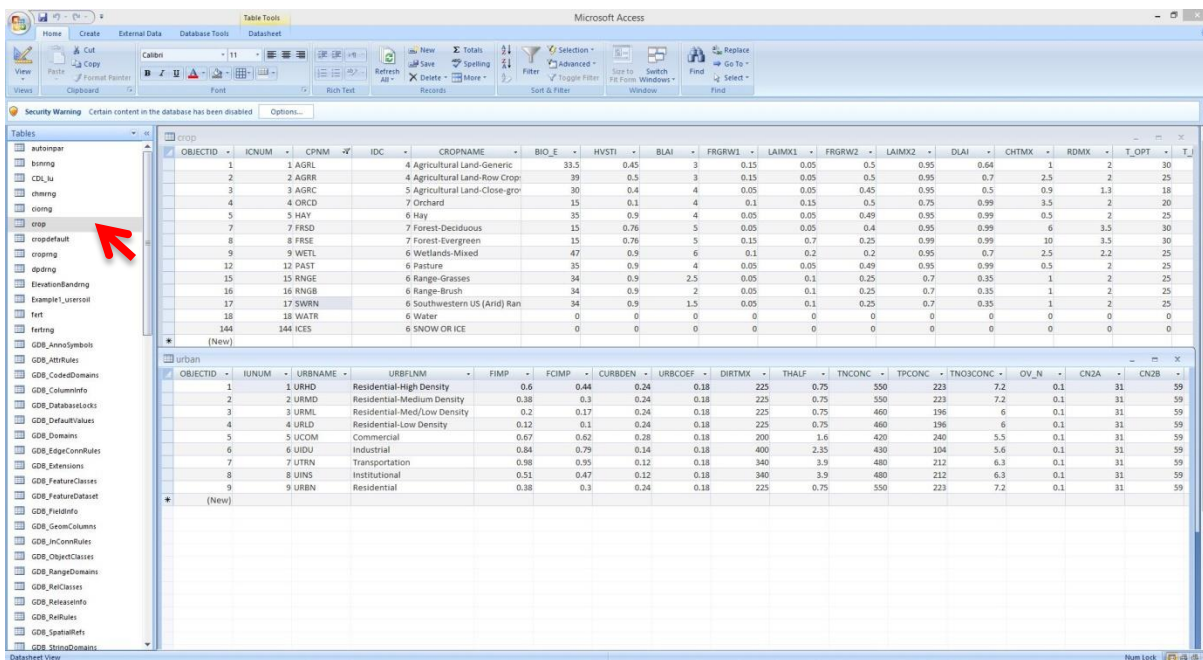 Table Tools
Microsoft Access
Home Create External Data Database Tools Datasheet
View
Paste
Cut
Copy
Format Painter
Calibri 11
B I U A
Refresh All
New
Save
Delete
Totals
Spelling
More
Filter
Selection
Advanced
Toggle Filter
Size to Fit Form
Switch Windows
Find
Replace
Go To
Select
Views Clipboard Font Rich Text Records Sort & Filter Window Find
Security Warning Certain content in the database has been disabled Options...
Tables
autoinpar
bsnrng
CDL_lu
chmrng
ciorng
crop
cropdefault
croprng
dpdrng
ElevationBandrng
Example1_usersoil
fert
fertrng
GDB_AnnoSymbols
GDB_AttrRules
GDB_CodedDomains
GDB_ColumnInfo
GDB_DatabaseLocks
GDB_DefaultValues
GDB_Domains
GDB_EdgeConnRules
GDB_Extensions
GDB_FeatureClasses
GDB_FeatureDataset
GDB_FieldInfo
GDB_GeomColumns
GDB_JnConnRules
GDB_ObjectClasses
GDB_RangeDomains
GDB_RelClasses
GDB_ReleaseInfo
GDB_RelRules
GDB_SpatialRefs
GDB_StringDomains
crop
OBJECTID ICNUM CPNM IDC CROPNAME BIO_E HVSTI BLAI FRGRW1 LAIMX1 FRGRW2 LAIMX2 DLAI CHTMX RDMX T_OPT
1 1 AGRL 4 Agricultural Land-Generic 33.5 0.45 3 0.15 0.05 0.5 0.95 0.64 1 2 30
2 2 AGRR 4 Agricultural Land-Row Crop 39 0.5 3 0.15 0.05 0.5 0.95 0.7 2.5 2 25
3 3 AGRC 5 Agricultural Land-Close-gro 30 0.4 4 0.05 0.05 0.45 0.95 0.5 0.9 1.3 18
4 4 ORCD 7 Orchard 15 0.1 4 0.1 0.15 0.5 0.75 0.99 3.5 2 20
5 5 HAY 6 Hay 35 0.9 4 0.05 0.05 0.49 0.95 0.99 0.5 2 25
7 7 FRSD 7 Forest-Deciduous 15 0.76 5 0.05 0.05 0.4 0.95 0.99 6 3.5 30
8 8 FRSE 7 Forest-Evergreen 15 0.76 5 0.15 0.7 0.25 0.99 0.99 10 3.5 30
9 9 WETL 6 Wetlands-Mixed 47 0.9 6 0.1 0.2 0.2 0.95 0.7 2.5 2.2 25
12 12 PAST 6 Pasture 35 0.9 4 0.05 0.05 0.49 0.95 0.99 0.5 2 25
15 15 RNGE 6 Range-Grasses 34 0.9 2.5 0.05 0.1 0.25 0.7 0.35 1 2 25
16 16 RNGB 6 Range-Brush 34 0.9 2 0.05 0.1 0.25 0.7 0.35 1 2 25
17 17 SWRN 6 Southwestern US (Arid) Ran 34 0.9 1.5 0.05 0.1 0.25 0.7 0.35 1 2 25
18 18 WATR 6 Water 0 0 0 0 0 0 0 0 0 0 0
144 144 ICES 6 SNOW OR ICE 0 0 0 0 0 0 0 0 0 0 0
(New)
urban
OBJECTID IUNUM URBNAME URBFLNM FIMP FCIMP CURBDEN URBCOEF DIRTMX THALF TNCONC TPCONC TNO3CONC OV_N CN2A CN2B
1 1 URHD Residential-High Density 0.6 0.44 0.24 0.18 225 0.75 550 223 7.2 0.1 31 59
2 2 URMD Residential-Medium Density 0.38 0.3 0.24 0.18 225 0.75 550 223 7.2 0.1 31 59
3 3 URML Residential-Med/Low Density 0.2 0.17 0.24 0.18 225 0.75 460 196 6 0.1 31 59
4 4 URLD Residential-Low Density 0.12 0.1 0.24 0.18 225 0.75 460 196 6 0.1 31 59
5 5 UCOM Commercial 0.67 0.62 0.28 0.18 200 1.6 420 240 5.5 0.1 31 59
6 6 UIDU Industrial 0.84 0.79 0.14 0.18 400 2.35 430 104 5.6 0.1 31 59
7 7 UTRN Transportation 0.98 0.95 0.12 0.18 340 3.9 480 212 6.3 0.1 31 59
8 8 UINS Institutional 0.51 0.47 0.12 0.18 340 3.9 480 212 6.3 0.1 31 59
9 9 URBN Residential 0.38 0.3 0.24 0.18 225 0.75 550 223 7.2 0.1 31 59
(New)
Datasheet View
Num Lock